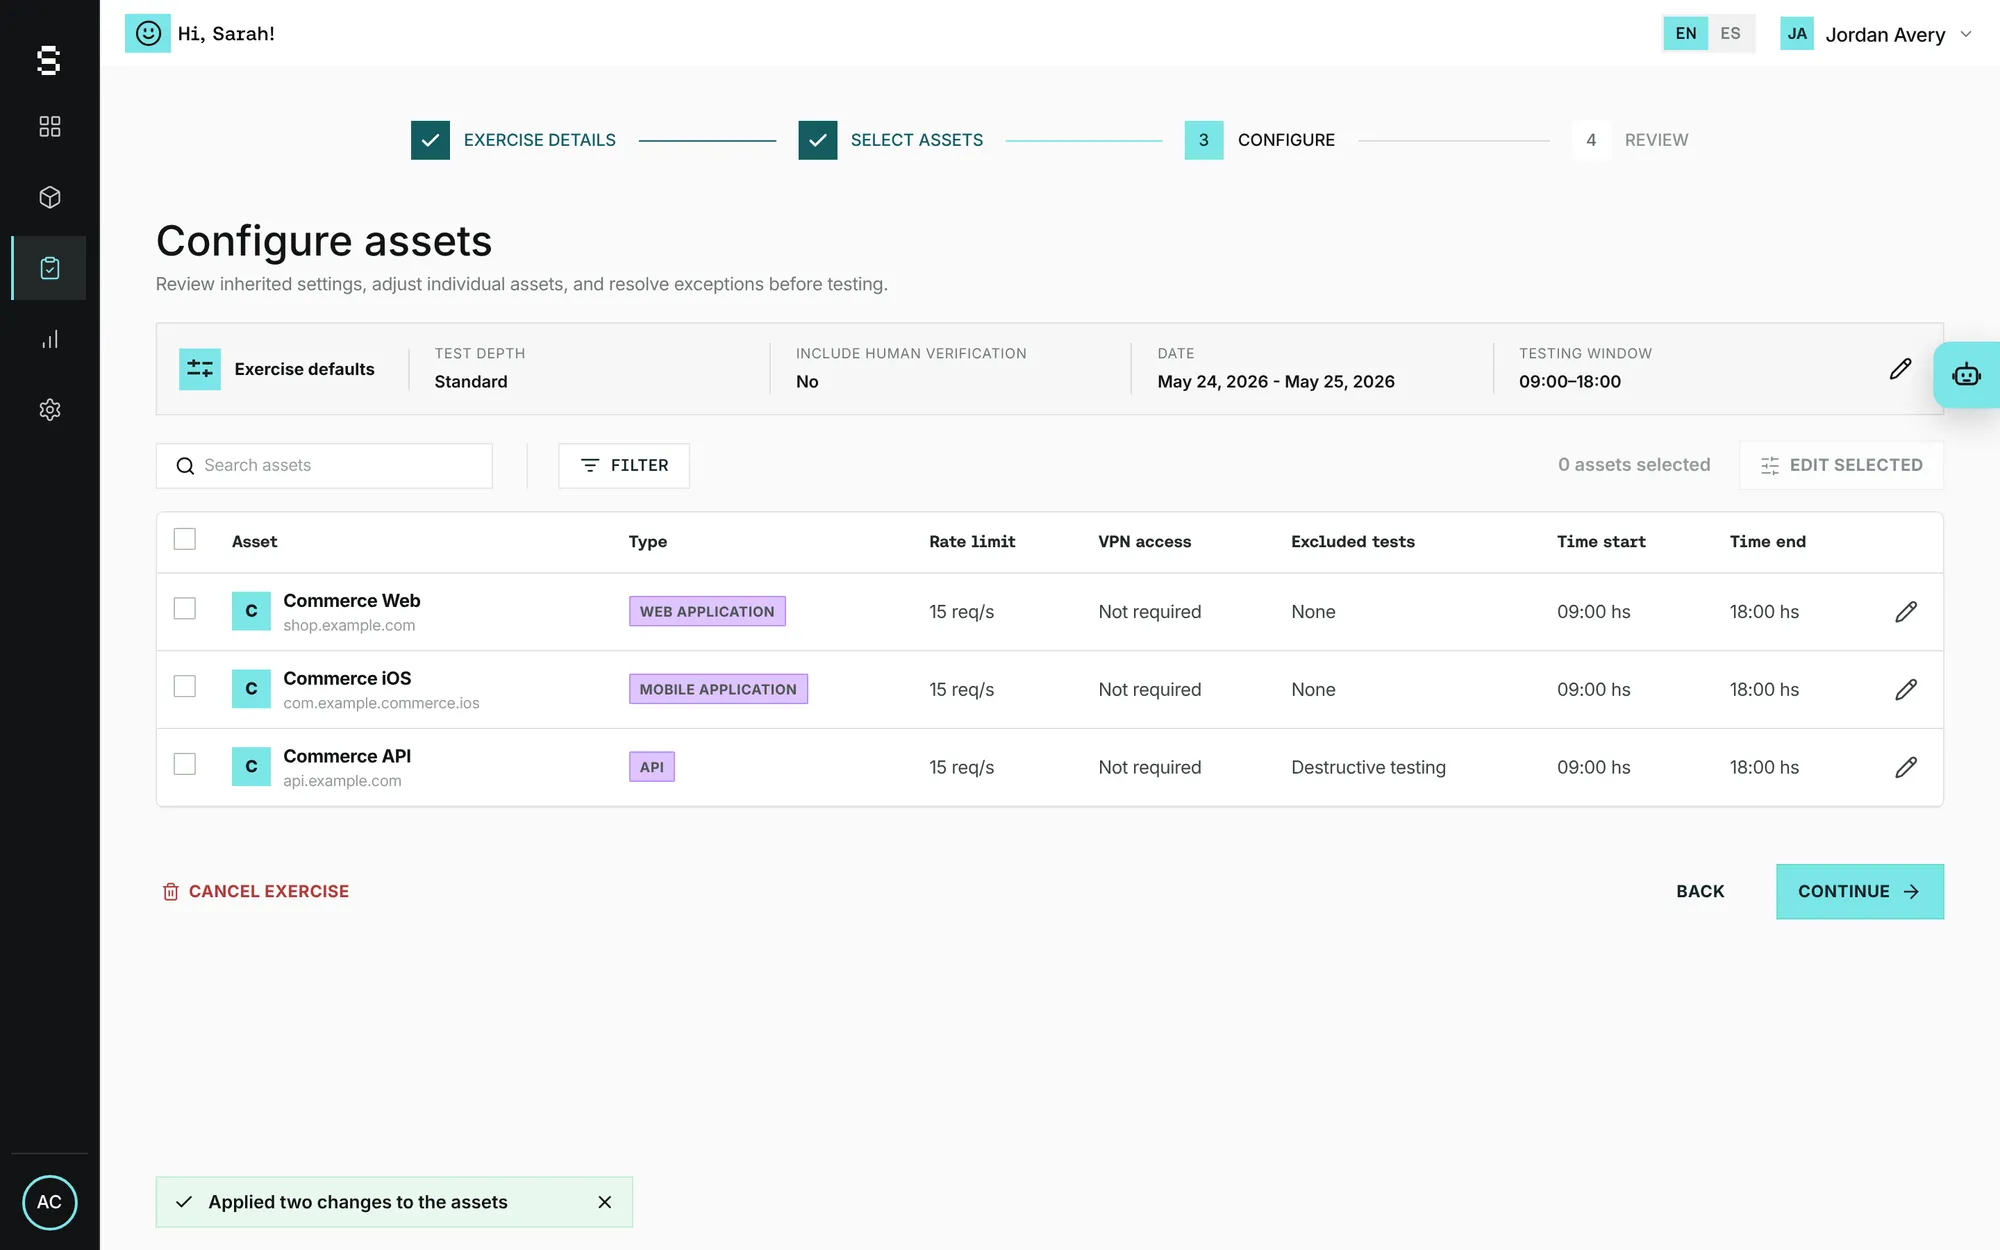 Hi, Sarah!
EN ES
JA Jordan Avery
EXERCISE DETAILS
SELECT ASSETS
3 CONFIGURE
4 REVIEW
Configure assets
Review inherited settings, adjust individual assets, and resolve exceptions before testing.
Exercise defaults
TEST DEPTH
Standard
INCLUDE HUMAN VERIFICATION
No
DATE
May 24, 2026 - May 25, 2026
TESTING WINDOW
09:00–18:00
Search assets
FILTER
0 assets selected
EDIT SELECTED
Asset Type Rate limit VPN access Excluded tests Time start Time end
C Commerce Web
shop.example.com
WEB APPLICATION 15 req/s Not required None 09:00 hs 18:00 hs
C Commerce iOS
com.example.commerce.ios
MOBILE APPLICATION 15 req/s Not required None 09:00 hs 18:00 hs
C Commerce API
api.example.com
API 15 req/s Not required Destructive testing 09:00 hs 18:00 hs
CANCEL EXERCISE
BACK
CONTINUE
Applied two changes to the assets
S
AC